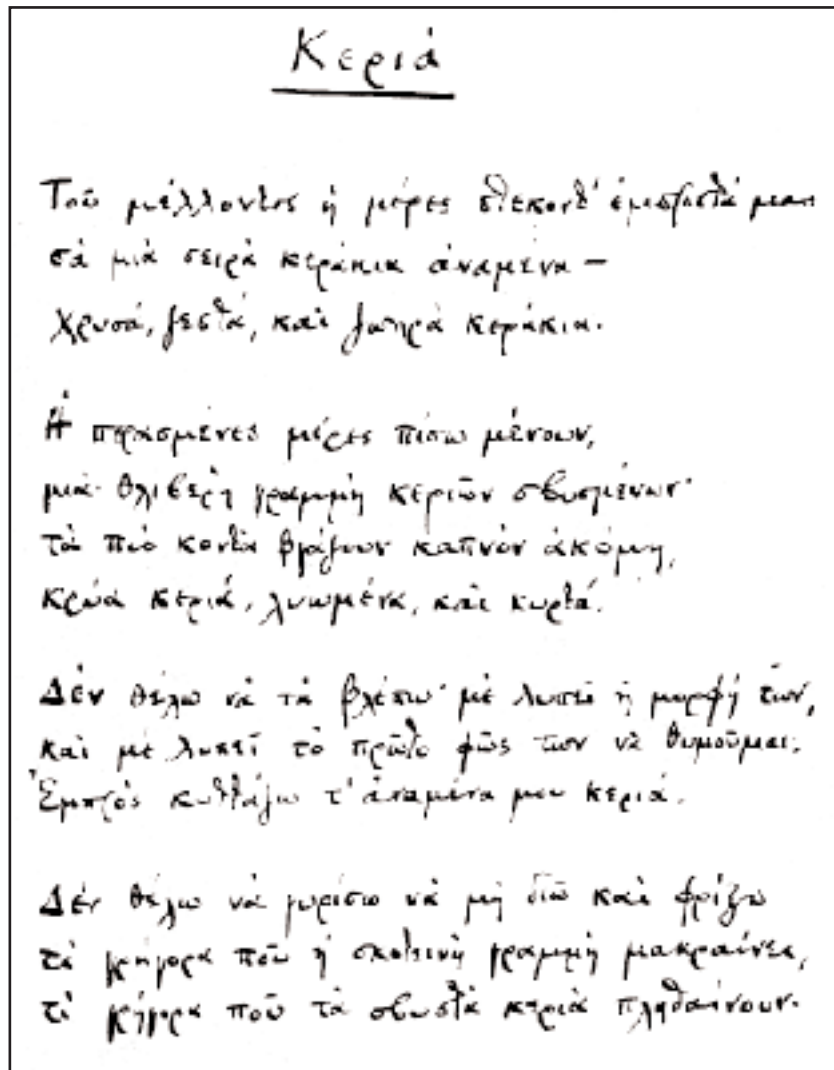 Κεριά
Τοῦ μέλλοντος ἡ μέρες στέκοντ' ἐμπροστά μας
σὰ μιὰ σειρὰ κεράκια ἀναμένα —
χρυσά, ζεστά, καὶ ζωηρὰ κεράκια.
Ἡ περασμένες μέρες πίσω μένουν,
μιὰ θλιβερὴ γραμμὴ κεριῶν σβυσμένων·
τὰ πιὸ κοντὰ βγάζουν καπνὸν ἀκόμη,
κρύα κεριά, λυωμένα, καὶ κυρτά.
Δὲν θέλω νὰ τὰ βλέπω· μὲ λυπεῖ ἡ μορφή των,
καὶ μὲ λυπεῖ τὸ πρῶτο φῶς των νὰ θυμοῦμαι.
Ἐμπρὸς κυττάζω τ' ἀναμένα μου κεριά.
Δὲν θέλω νὰ γυρίσω νὰ μὴ διῶ καὶ φρίξω
τί γρήγορα ποῦ ἡ σκοτεινὴ γραμμὴ μακραίνει,
τί γρήγορα ποῦ τὰ σβυστὰ κεριὰ πληθαίνουν.